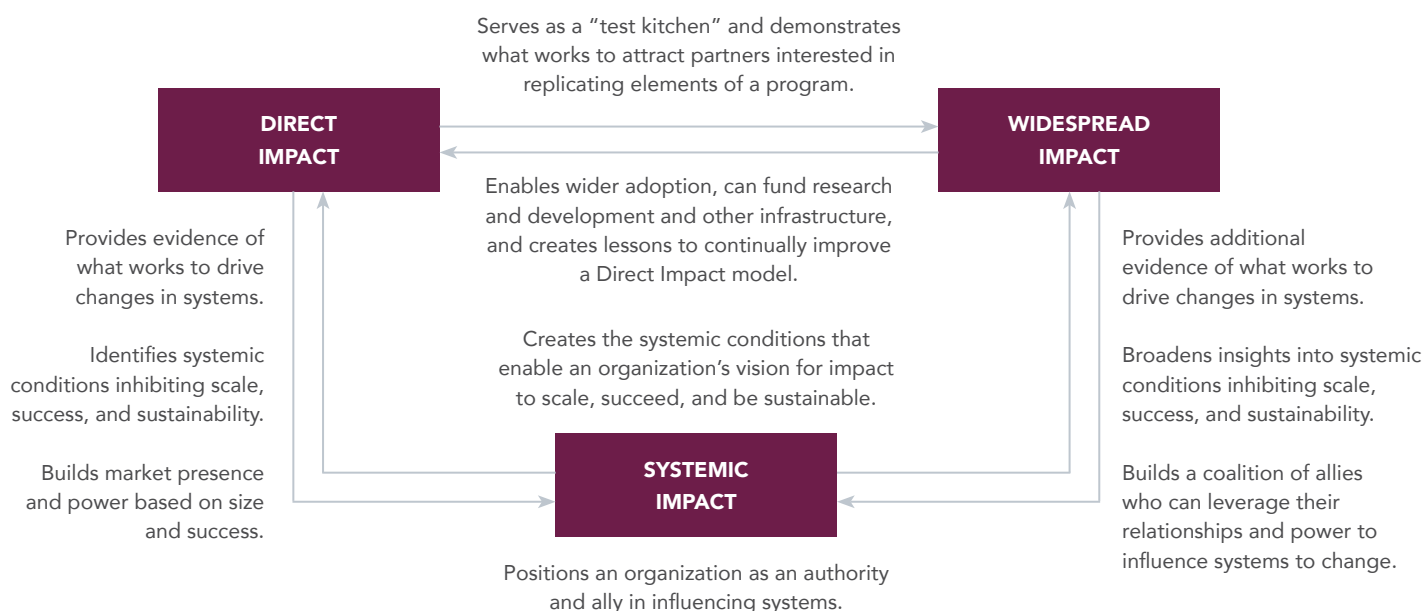 Serves as a “test kitchen” and demonstrates
what works to attract partners interested in
replicating elements of a program.
DIRECT
IMPACT
WIDESPREAD
IMPACT
Enables wider adoption, can fund research
and development and other infrastructure,
and creates lessons to continually improve
a Direct Impact model.
Provides evidence of
what works to drive
changes in systems.
Identifies systemic
conditions inhibiting scale,
success, and sustainability.
Builds market presence
and power based on size
and success.
Creates the systemic conditions that
enable an organization’s vision for impact
to scale, succeed, and be sustainable.
SYSTEMIC
IMPACT
Positions an organization as an authority
and ally in influencing systems.
Provides additional
evidence of what works to
drive changes in systems.
Broadens insights into systemic
conditions inhibiting scale,
success, and sustainability.
Builds a coalition of allies
who can leverage their
relationships and power to
influence systems to change.